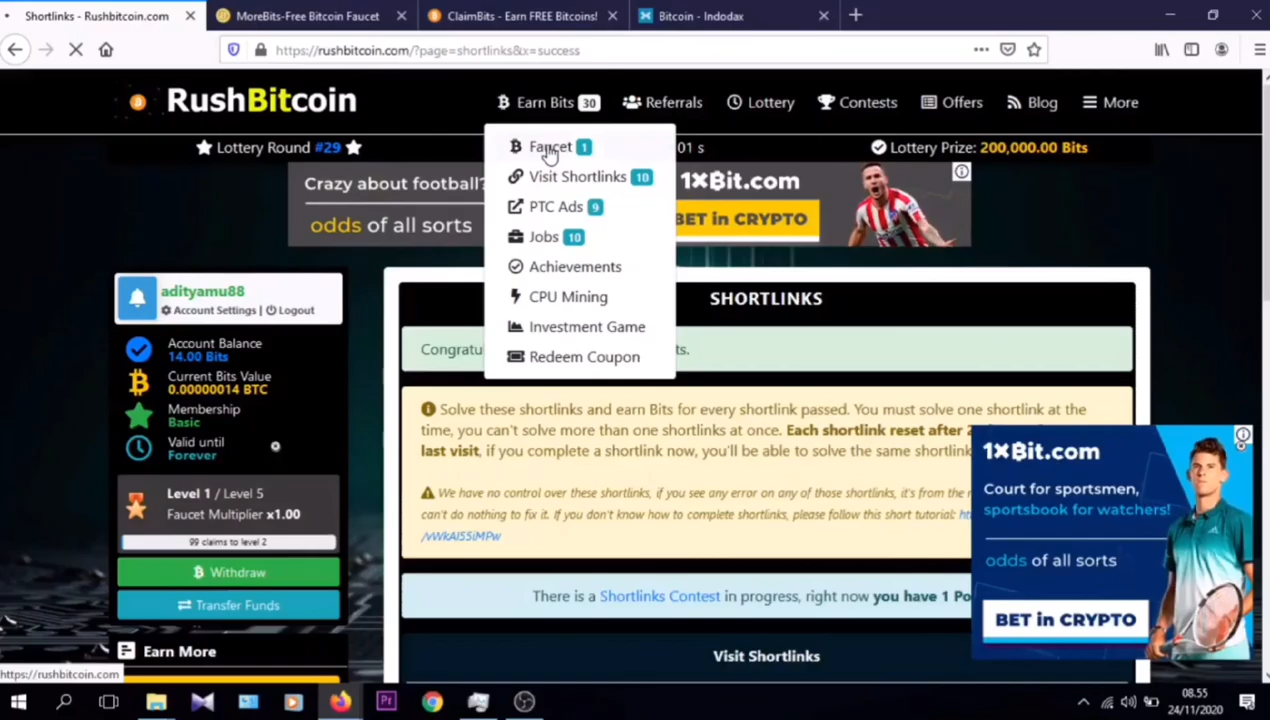 Shortlinks - Rushbitcoin.com
MoreBits-Free Bitcoin Faucet
ClaimBits - Earn FREE Bitcoins!
Bitcoin - Indodax
https://rushbitcoin.com/?page=shortlinks&x=success
RushBitcoin
Earn Bits 30
Referrals
Lottery
Contests
Offers
Blog
More
Lottery Round #29
01 s
Lottery Prize: 200,000.00 Bits
Faucet 1
Visit Shortlinks 10
PTC Ads 9
Jobs 10
Achievements
CPU Mining
Investment Game
Redeem Coupon
Crazy about football?
odds of all sorts
1XBit.com
BET in CRYPTO
adityamu88
Account Settings | Logout
Account Balance
14.00 Bits
Current Bits Value
0.00000014 BTC
Membership
Basic
Valid until
Forever
Level 1 / Level 5
Faucet Multiplier x1.00
99 claims to level 2
Withdraw
Transfer Funds
Earn More
SHORTLINKS
Congratu
ts.
Solve these shortlinks and earn Bits for every shortlink passed. You must solve one shortlink at the
time, you can't solve more than one shortlinks at once. Each shortlink reset after 2
last visit, if you complete a shortlink now, you'll be able to solve the same shortlink
We have no control over these shortlinks, if you see any error on any of those shortlinks, it's from the
can't do nothing to fix it. If you don't know how to complete shortlinks, please follow this short tutorial:
/vWkAI55iMPw
There is a Shortlinks Contest in progress, right now you have 1 Po
Visit Shortlinks
1XBit.com
Court for sportsmen,
sportsbook for watchers!
odds of all sorts
BET in CRYPTO
https://rushbitcoin.com
08.55
24/11/2020